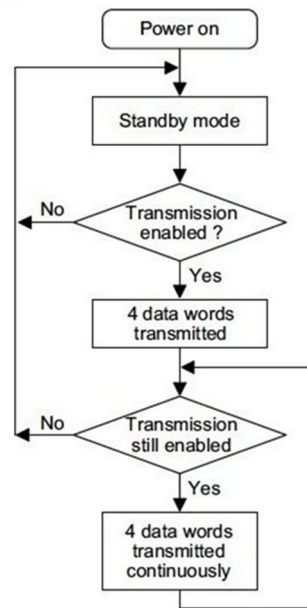 Power on
Standby mode
Transmission
enabled ?
No
Yes
4 data words
transmitted
Transmission
still enabled
No
Yes
4 data words
transmitted
continuously